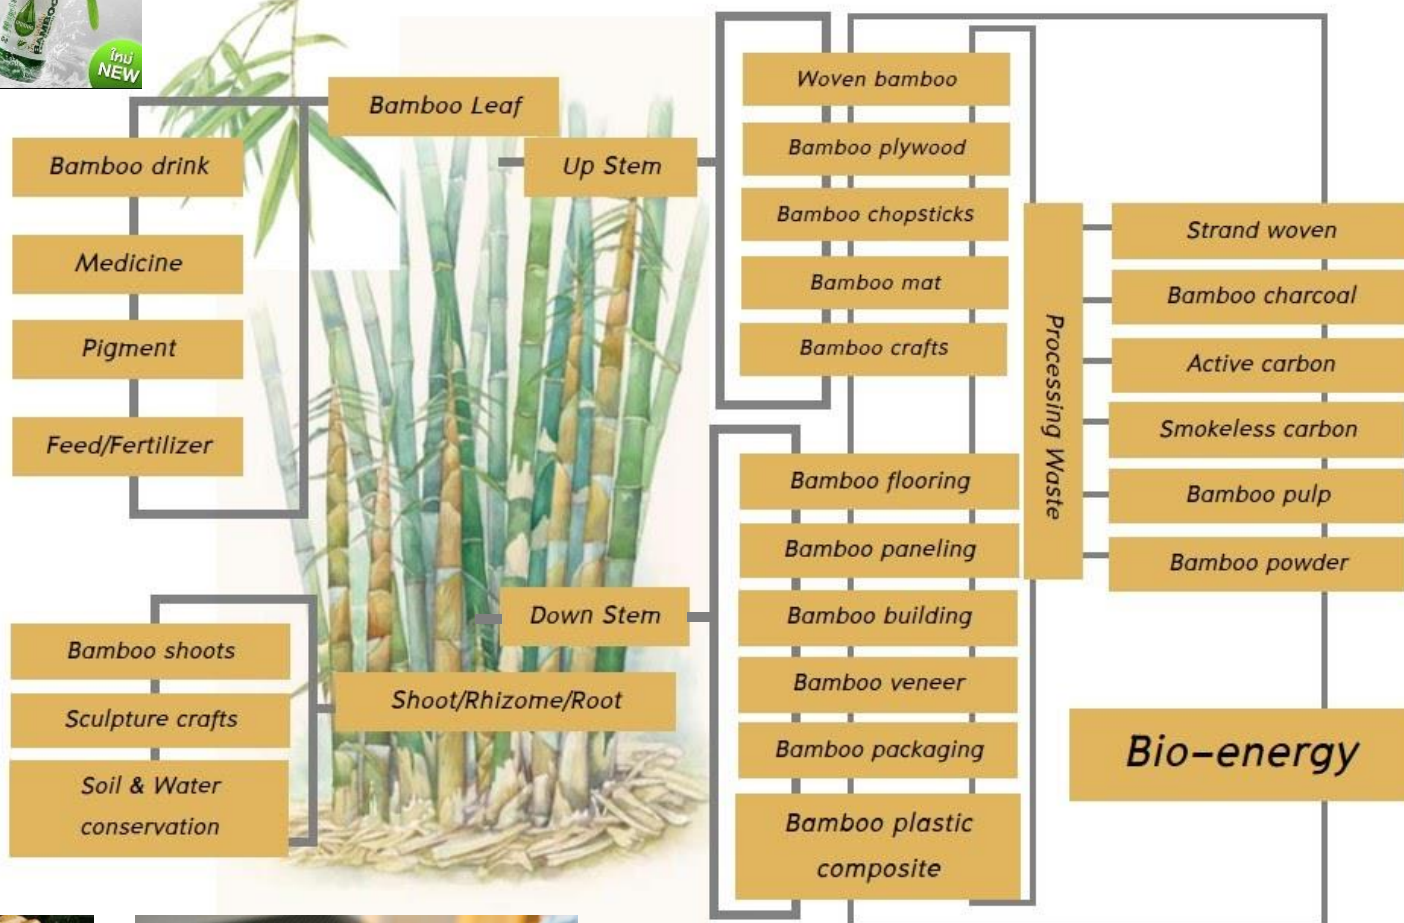 BAMBOO
ใหม่
NEW
Bamboo Leaf
Bamboo drink
Medicine
Pigment
Feed/Fertilizer
Up Stem
Woven bamboo
Bamboo plywood
Bamboo chopsticks
Bamboo mat
Bamboo crafts
Processing Waste
Strand woven
Bamboo charcoal
Active carbon
Smokeless carbon
Bamboo pulp
Bamboo powder
Down Stem
Bamboo flooring
Bamboo paneling
Bamboo building
Bamboo veneer
Bamboo packaging
Bamboo plastic
composite
Shoot/Rhizome/Root
Bamboo shoots
Sculpture crafts
Soil & Water
conservation
Bio-energy